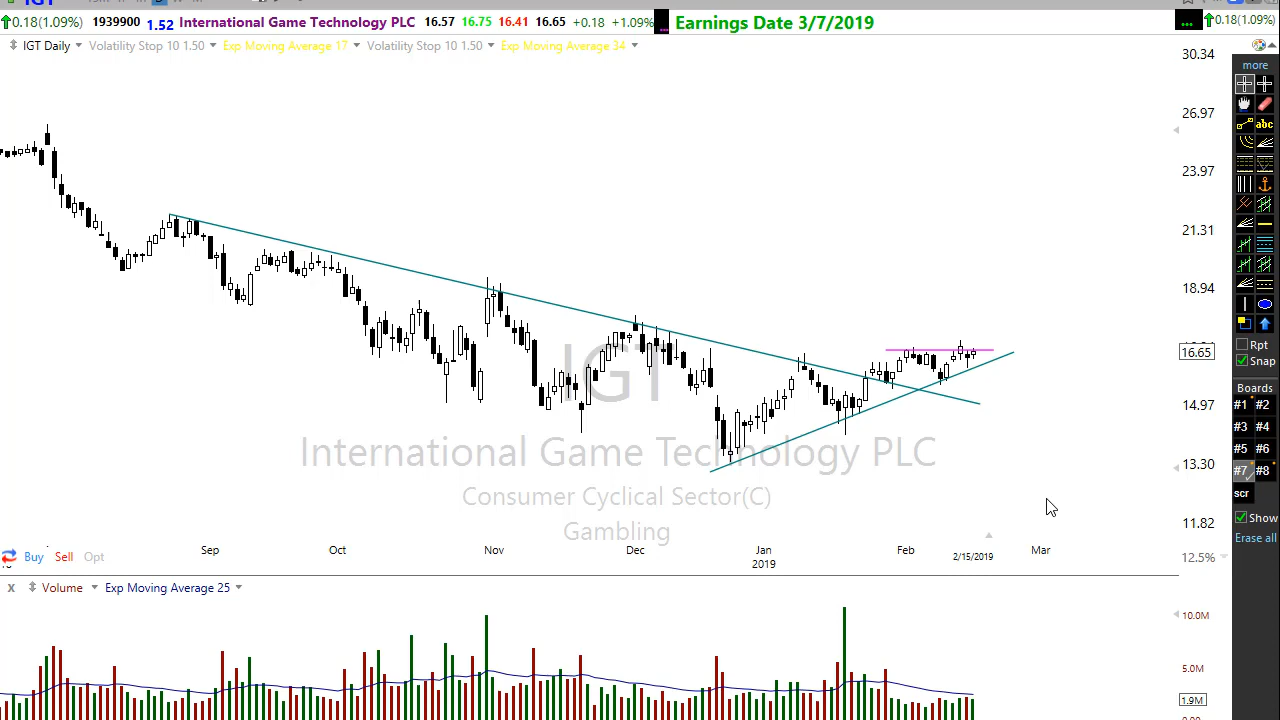 IGT
0.18(1.09%) 1939900 1.52 International Game Technology PLC 16.57 16.75 16.41 16.65 +0.18 +1.09% Earnings Date 3/7/2019 ... 0.18(1.09%)
IGT Daily Volatility Stop 10 1.50 Exp Moving Average 17 Volatility Stop 10 1.50 Exp Moving Average 34
30.34
more
26.97
abc
23.97
21.31
18.94
16.65
Rpt
Snap
IGT
Boards
14.97
#1 #2
#3 #4
International Game Technology PLC
#5 #6
13.30
#7 #8
Consumer Cyclical Sector(C)
scr
Gambling
11.82
Show
Erase all
Buy Sell Opt
Sep Oct Nov Dec Jan Feb 2/15/2019 Mar
12.5%
2019
X Volume Exp Moving Average 25
10.0M
5.0M
1.9M